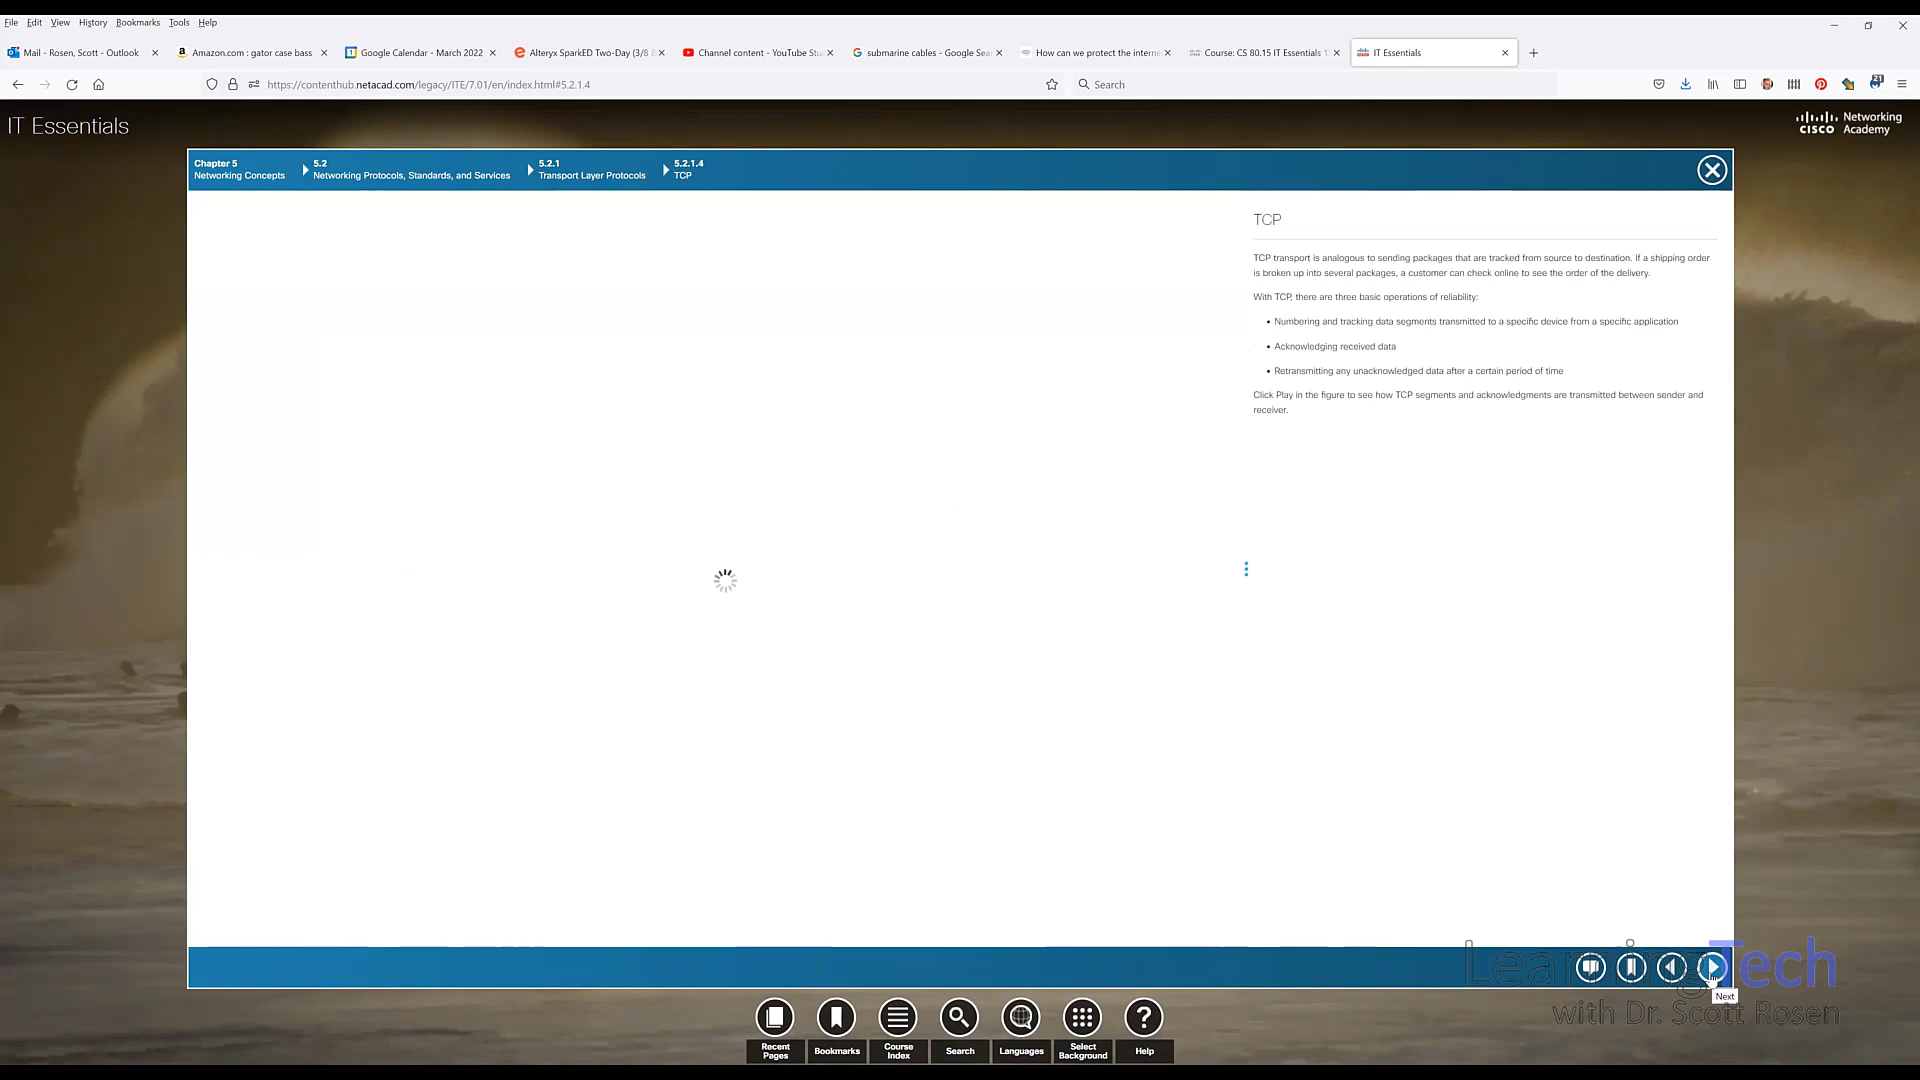 File Edit View History Bookmarks Tools Help
Mail - Rosen, Scott - Outlook
Amazon.com : gator case bass
Google Calendar - March 2022
Alteryx SparkED Two-Day (3/8 &
Channel content - YouTube Stu
submarine cables - Google Sea
How can we protect the interne
Course: CS 80.15 IT Essentials 1
IT Essentials
https://contenthub.netacad.com/legacy/ITE/7.01/en/index.html#5.2.1.4
Search
21
IT Essentials
CISCO Networking Academy
Chapter 5
Networking Concepts
5.2
Networking Protocols, Standards, and Services
5.2.1
Transport Layer Protocols
5.2.1.4
TCP
TCP
TCP transport is analogous to sending packages that are tracked from source to destination. If a shipping order
is broken up into several packages, a customer can check online to see the order of the delivery.
With TCP, there are three basic operations of reliability:
• Numbering and tracking data segments transmitted to a specific device from a specific application
• Acknowledging received data
• Retransmitting any unacknowledged data after a certain period of time
Click Play in the figure to see how TCP segments and acknowledgments are transmitted between sender and
receiver.
LearningTech
with Dr. Scott Rosen
Next
Recent Pages
Bookmarks
Course Index
Search
Languages
Select Background
Help